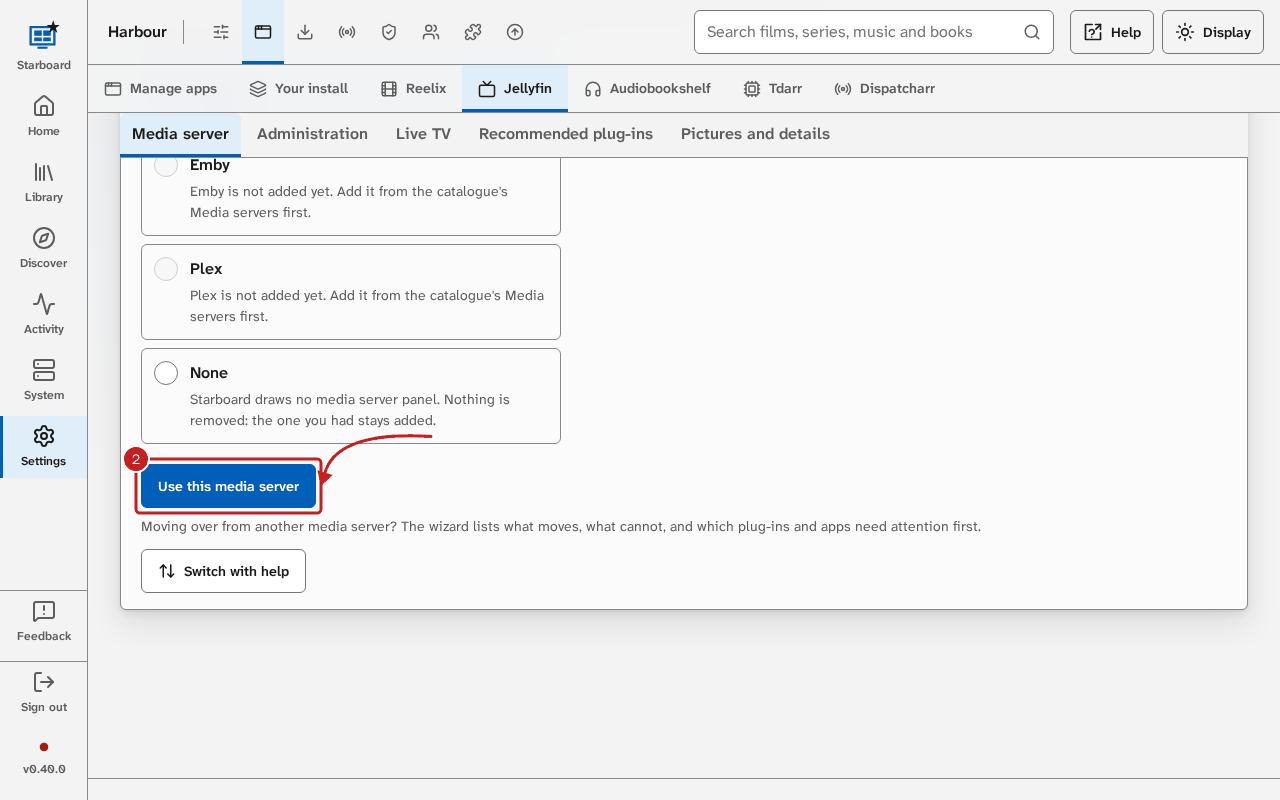 Starboard
Home
Library
Discover
Activity
System
Settings
Feedback
Sign out
v0.40.0
Harbour
Search films, series, music and books
Help
Display
Manage apps
Your install
Reelix
Jellyfin
Audiobookshelf
Tdarr
Dispatcharr
Media server
Administration
Live TV
Recommended plug-ins
Pictures and details
Emby
Emby is not added yet. Add it from the catalogue's
Media servers first.
Plex
Plex is not added yet. Add it from the catalogue's Media
servers first.
None
Starboard draws no media server panel. Nothing is
removed: the one you had stays added.
2
Use this media server
Moving over from another media server? The wizard lists what moves, what cannot, and which plug-ins and apps need attention first.
Switch with help